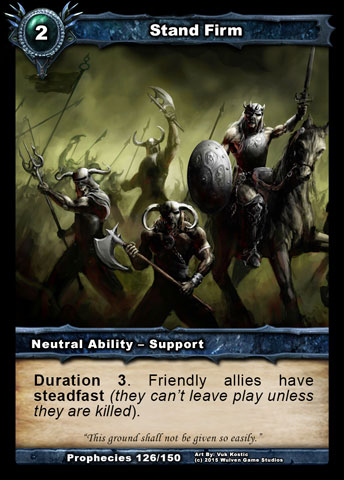 2
Stand Firm
Neutral Ability – Support
Duration 3. Friendly allies have
steadfast (they can't leave play unless
they are killed).
"This ground shall not be given so easily."
Prophecies 126/150
Art By: Vuk Kostic
(c) 2015 Wulven Game Studios